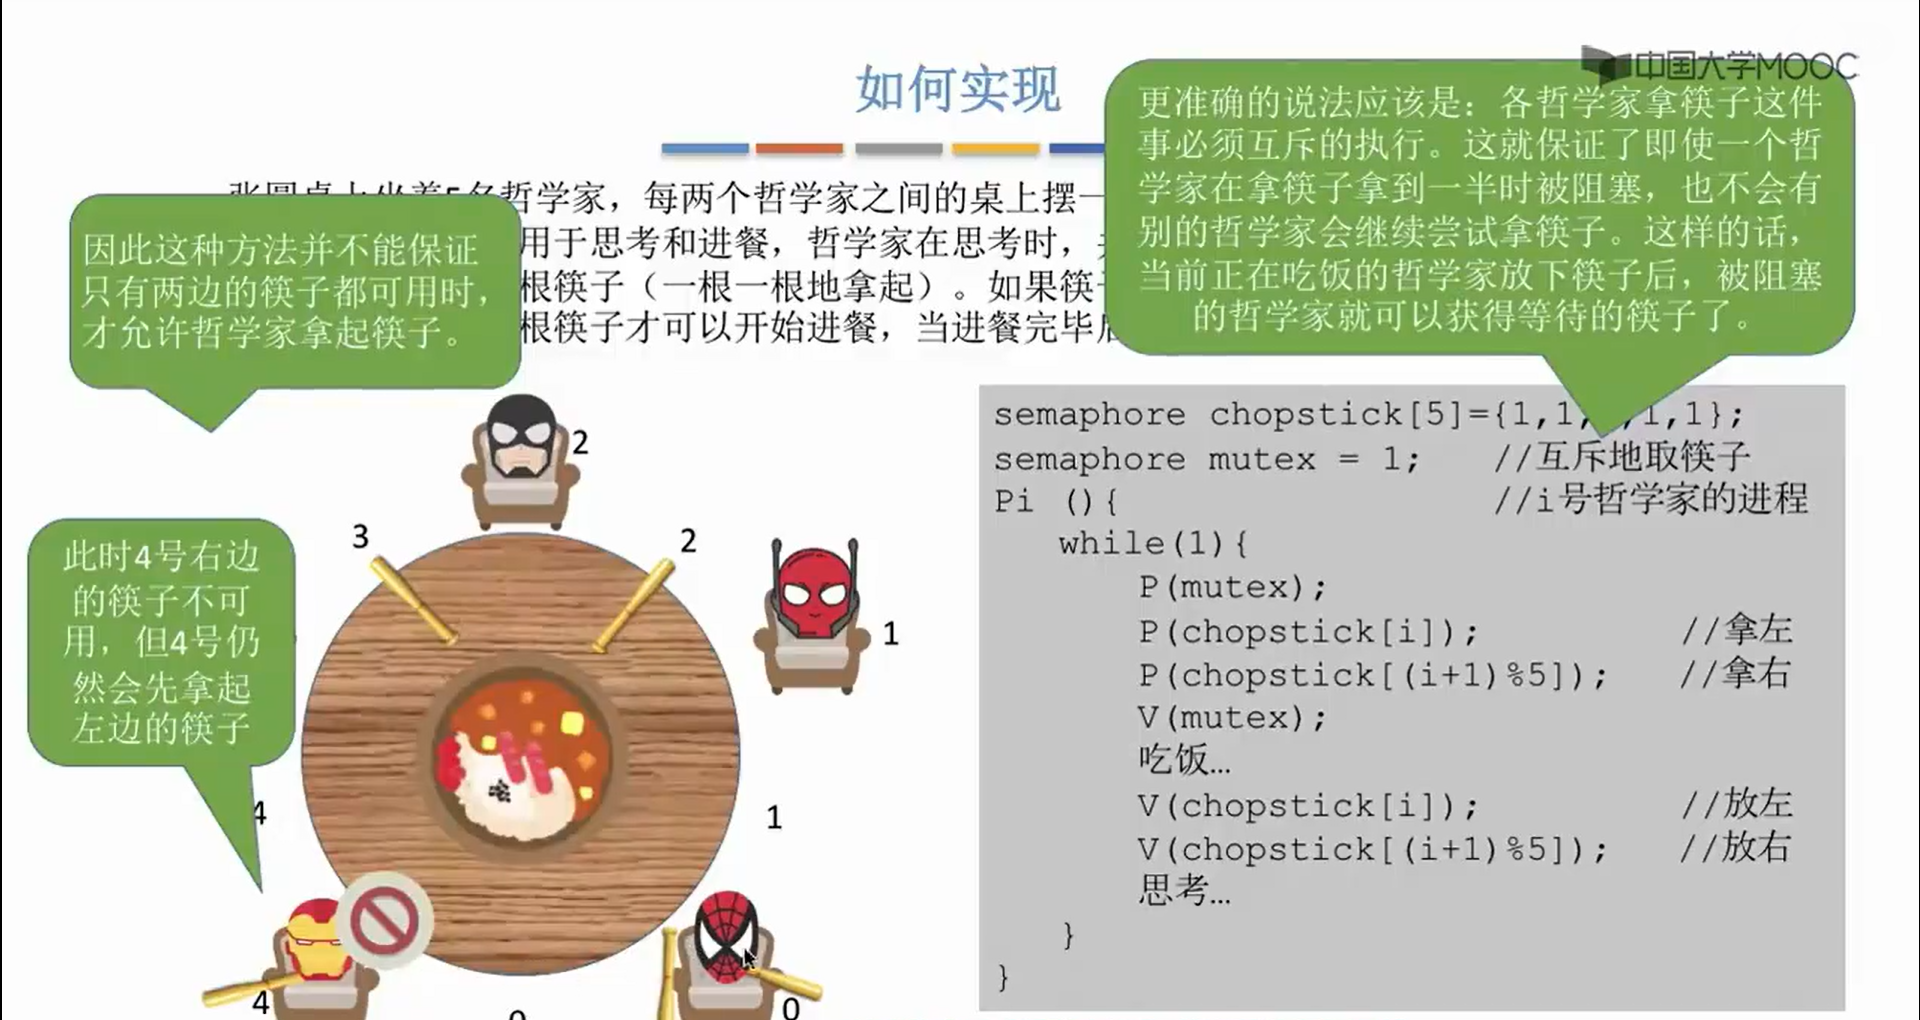 中国大学MOOC
如何实现
更准确的说法应该是：各哲学家拿筷子这件
事必须互斥的执行。这就保证了即使一个哲
学家在拿筷子拿到一半时被阻塞，也不会有
别的哲学家会继续尝试拿筷子。这样的话，
当前正在吃饭的哲学家放下筷子后，被阻塞
的哲学家就可以获得等待的筷子了。
哲学家，每两个哲学家之间的桌上摆一
用于思考和进餐，哲学家在思考时，
根筷子（一根一根地拿起）。如果筷
根筷子才可以开始进餐，当进餐完毕
因此这种方法并不能保证
只有两边的筷子都可用时，
才允许哲学家拿起筷子。
此时4号右边
的筷子不可
用，但4号仍
然会先拿起
左边的筷子
2
3
2
1
4
1
4
0
0
semaphore chopstick[5]={1,1, ,1,1};
semaphore mutex = 1; //互斥地取筷子
Pi (){ //i号哲学家的进程
while(1){
P(mutex);
P(chopstick[i]); //拿左
P(chopstick[(i+1)%5]); //拿右
V(mutex);
吃饭…
V(chopstick[i]); //放左
V(chopstick[(i+1)%5]); //放右
思考…
}
}